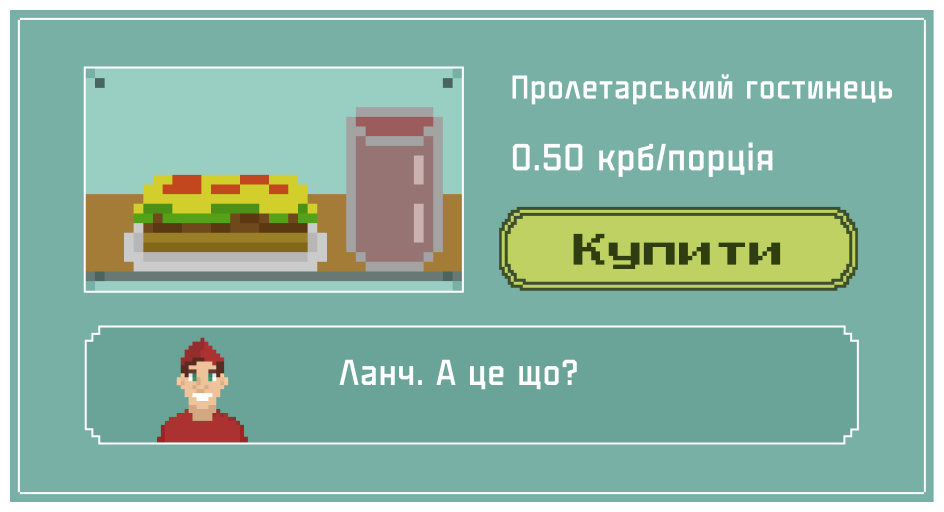 Пролетарський гостинець
0.50 крб/порція
Купити
Ланч. А це що?